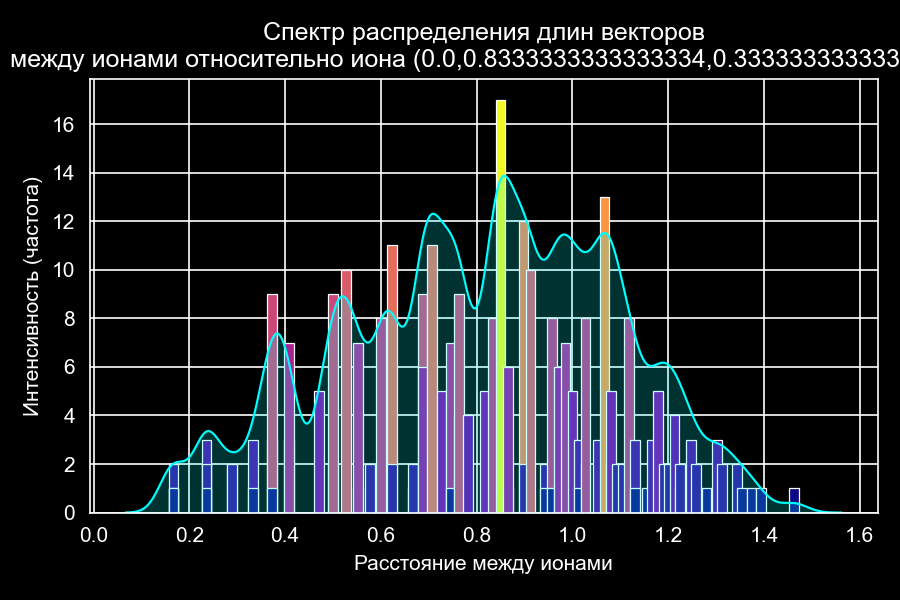 Спектр распределения длин векторов
между ионами относительно иона (0.0,0.8333333333333334,0.333333333333
Интенсивность (частота)
16
14
12
10
8
6
4
2
0
0.0 0.2 0.4 0.6 0.8 1.0 1.2 1.4 1.6
Расстояние между ионами